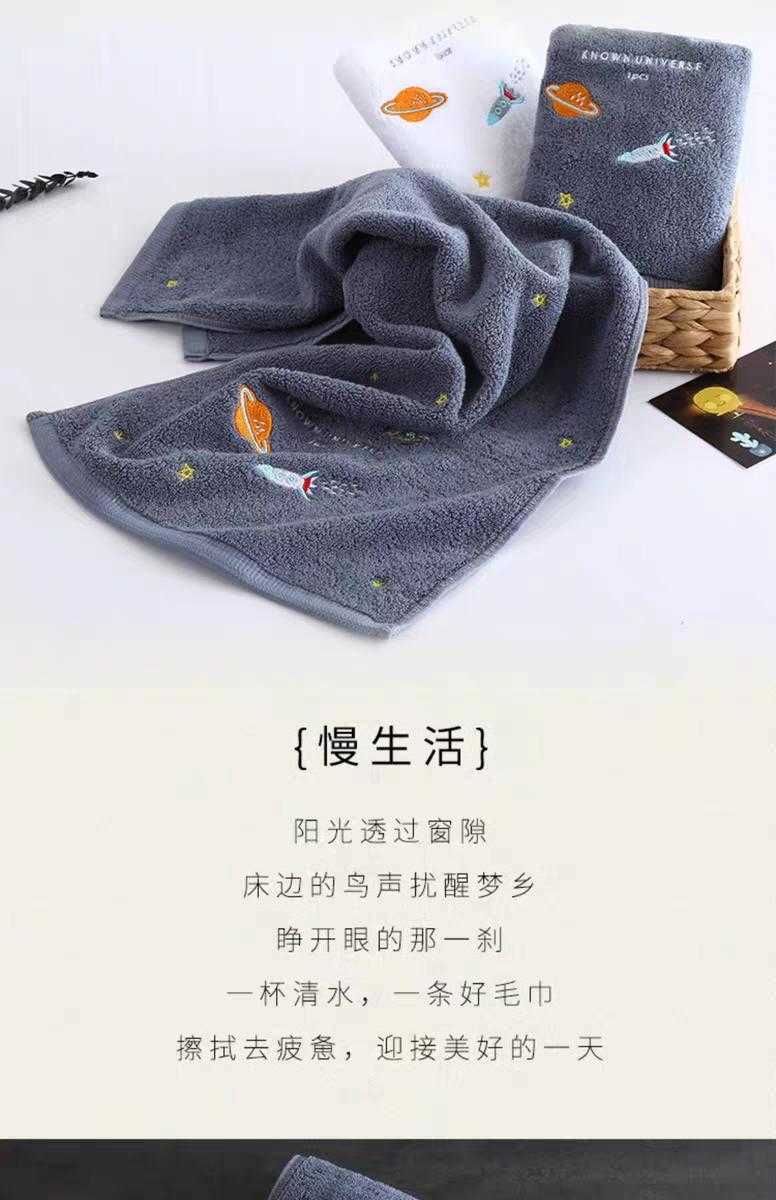 KNOWN UNIVERSE
1pcs
KNOWN UNIVERSE
{慢生活}
阳光透过窗隙
床边的鸟声扰醒梦乡
睁开眼的那一刹
一杯清水，一条好毛巾
擦拭去疲惫，迎接美好的一天